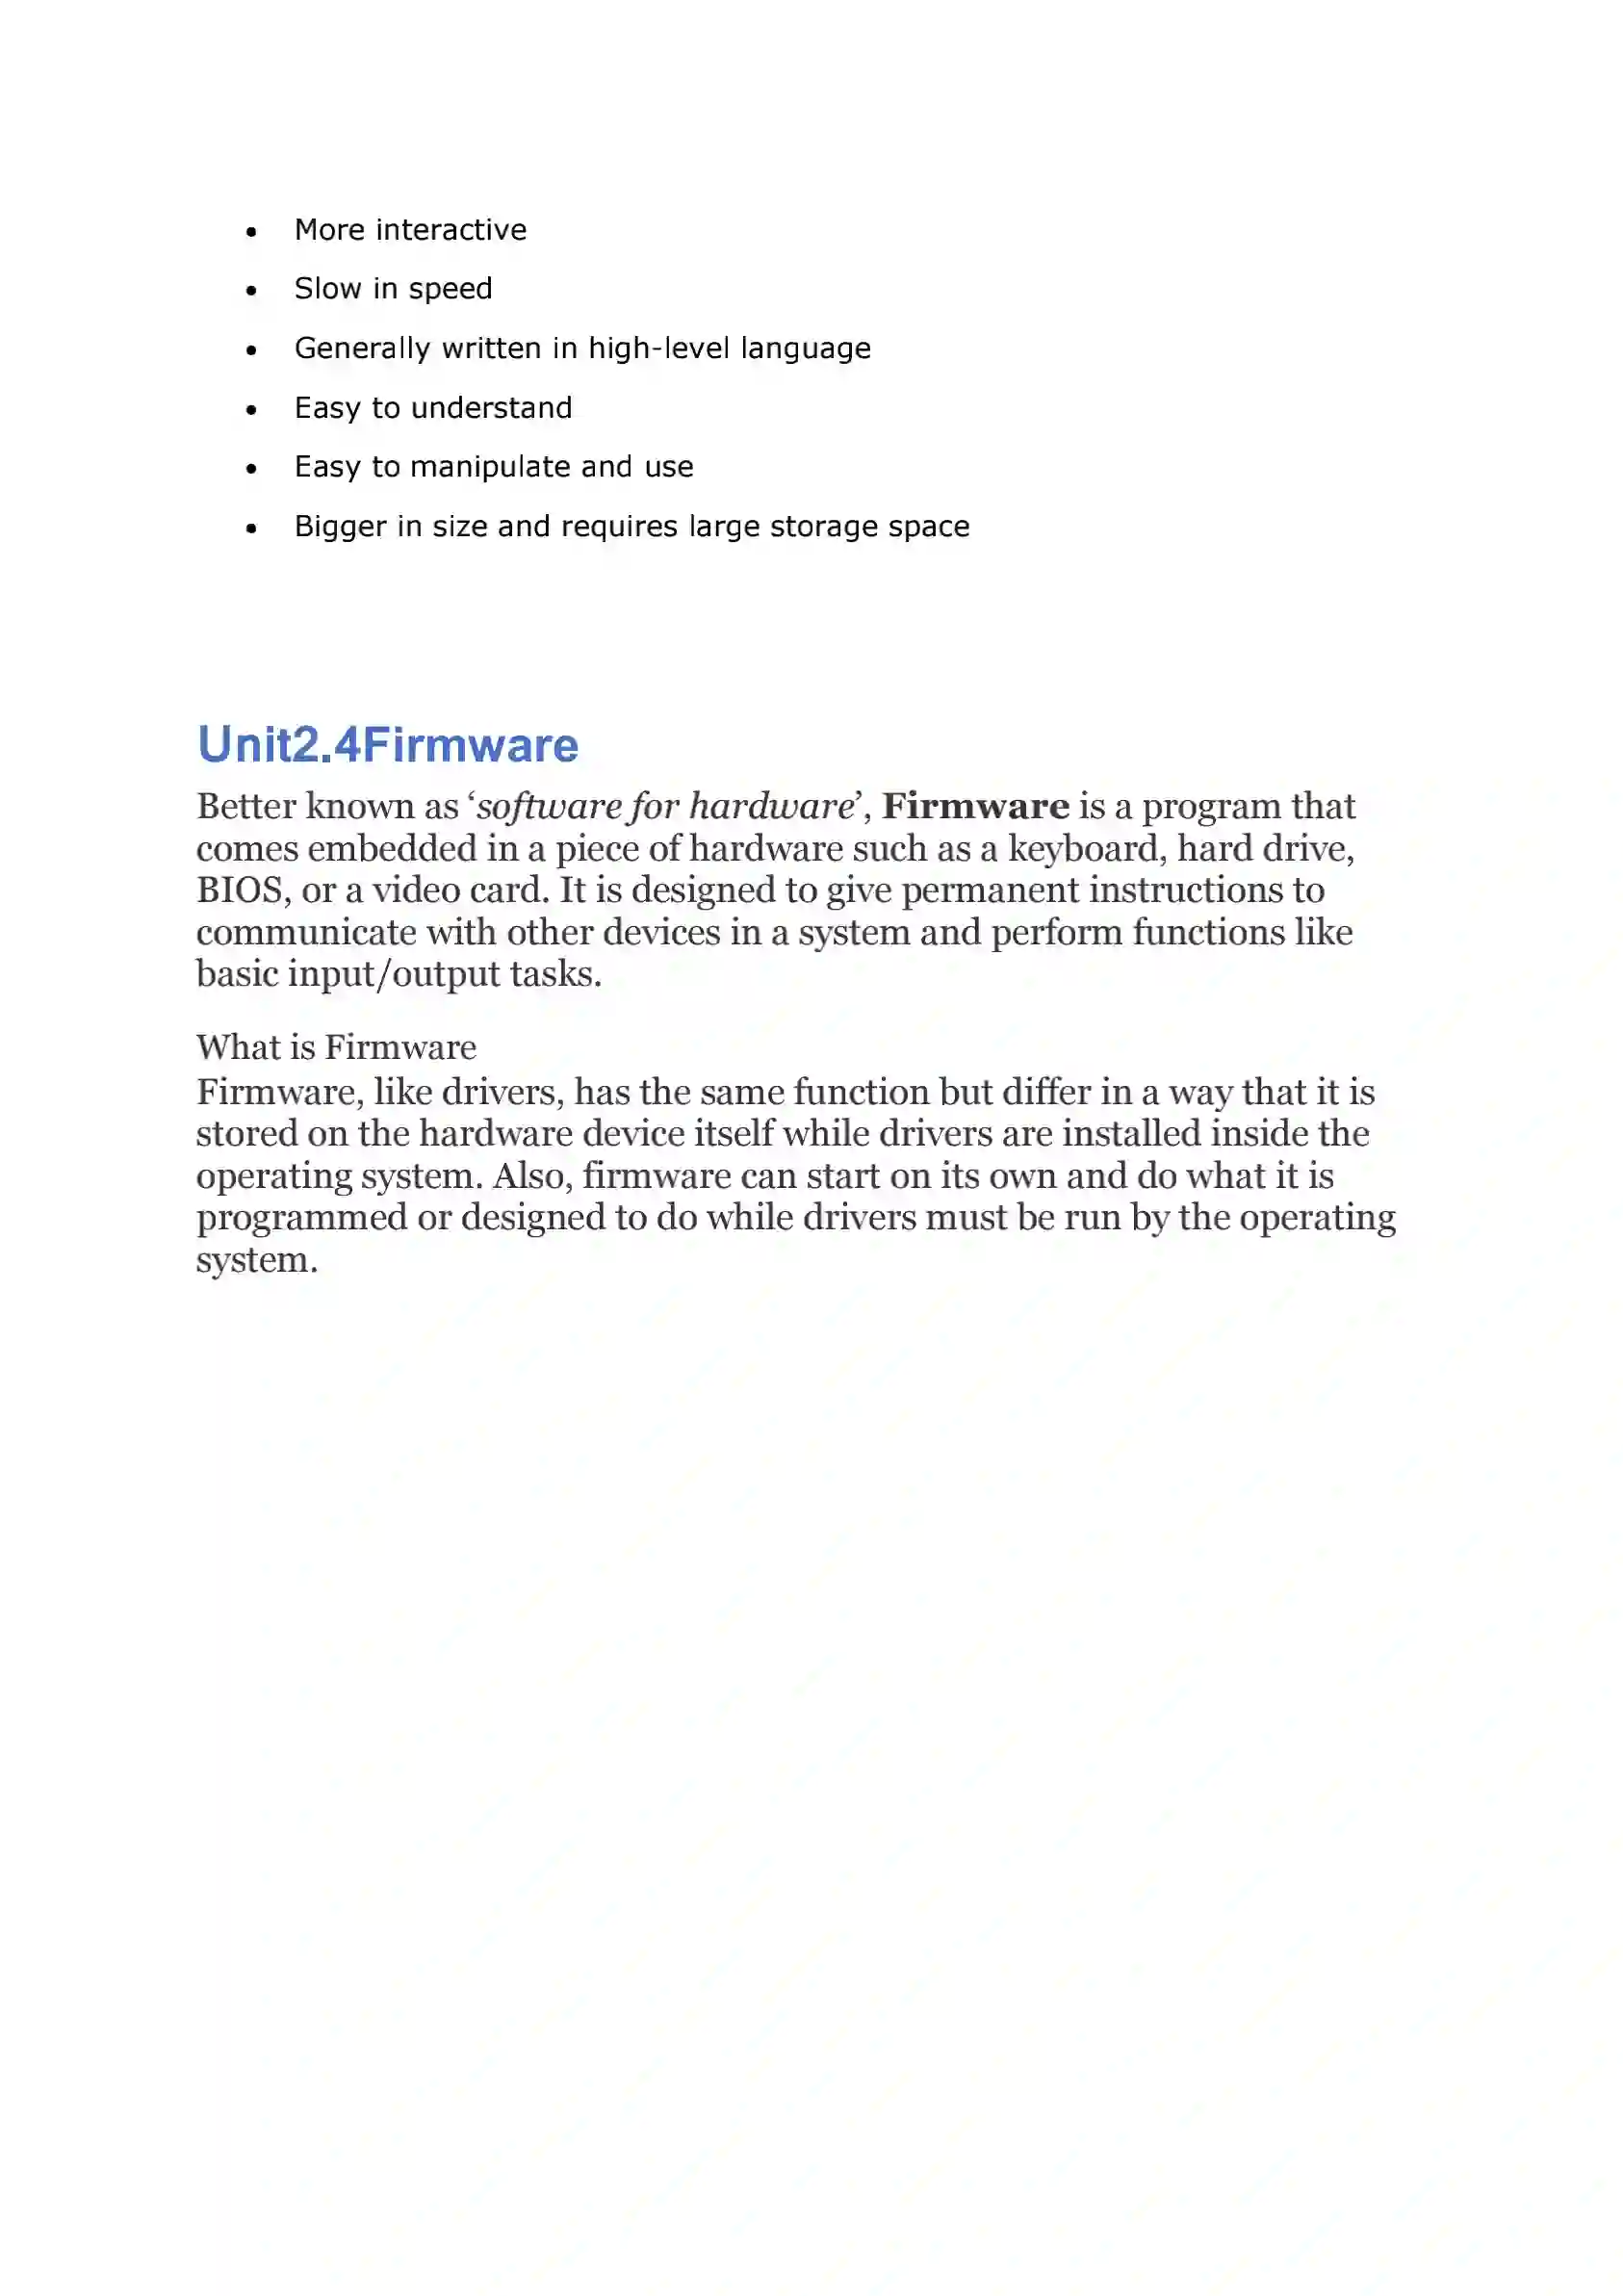 • More interactive
• Slow in speed
• Generally written in high-level language
• Easy to understand
• Easy to manipulate and use
• Bigger in size and requires large storage space
Unit2.4Firmware
Better known as ‘software for hardware’, Firmware is a program that
comes embedded in a piece of hardware such as a keyboard, hard drive,
BIOS, or a video card. It is designed to give permanent instructions to
communicate with other devices in a system and perform functions like
basic input/output tasks.
What is Firmware
Firmware, like drivers, has the same function but differ in a way that it is
stored on the hardware device itself while drivers are installed inside the
operating system. Also, firmware can start on its own and do what it is
programmed or designed to do while drivers must be run by the operating
system.